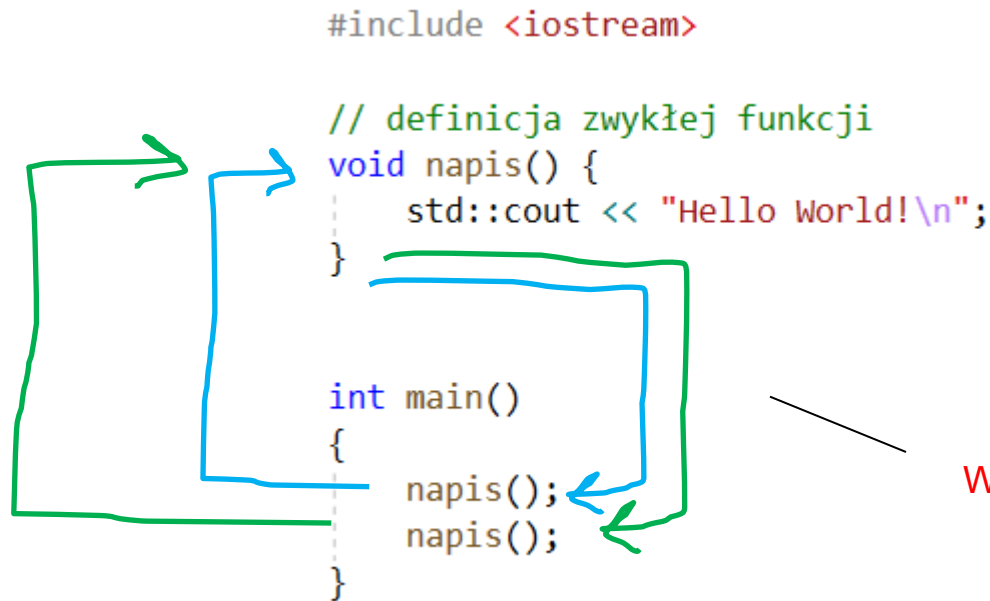 #include <iostream>
// definicja zwykłej funkcji
void napis() {
std::cout << "Hello World!\n";
}
int main()
{
napis();
napis();
}
W